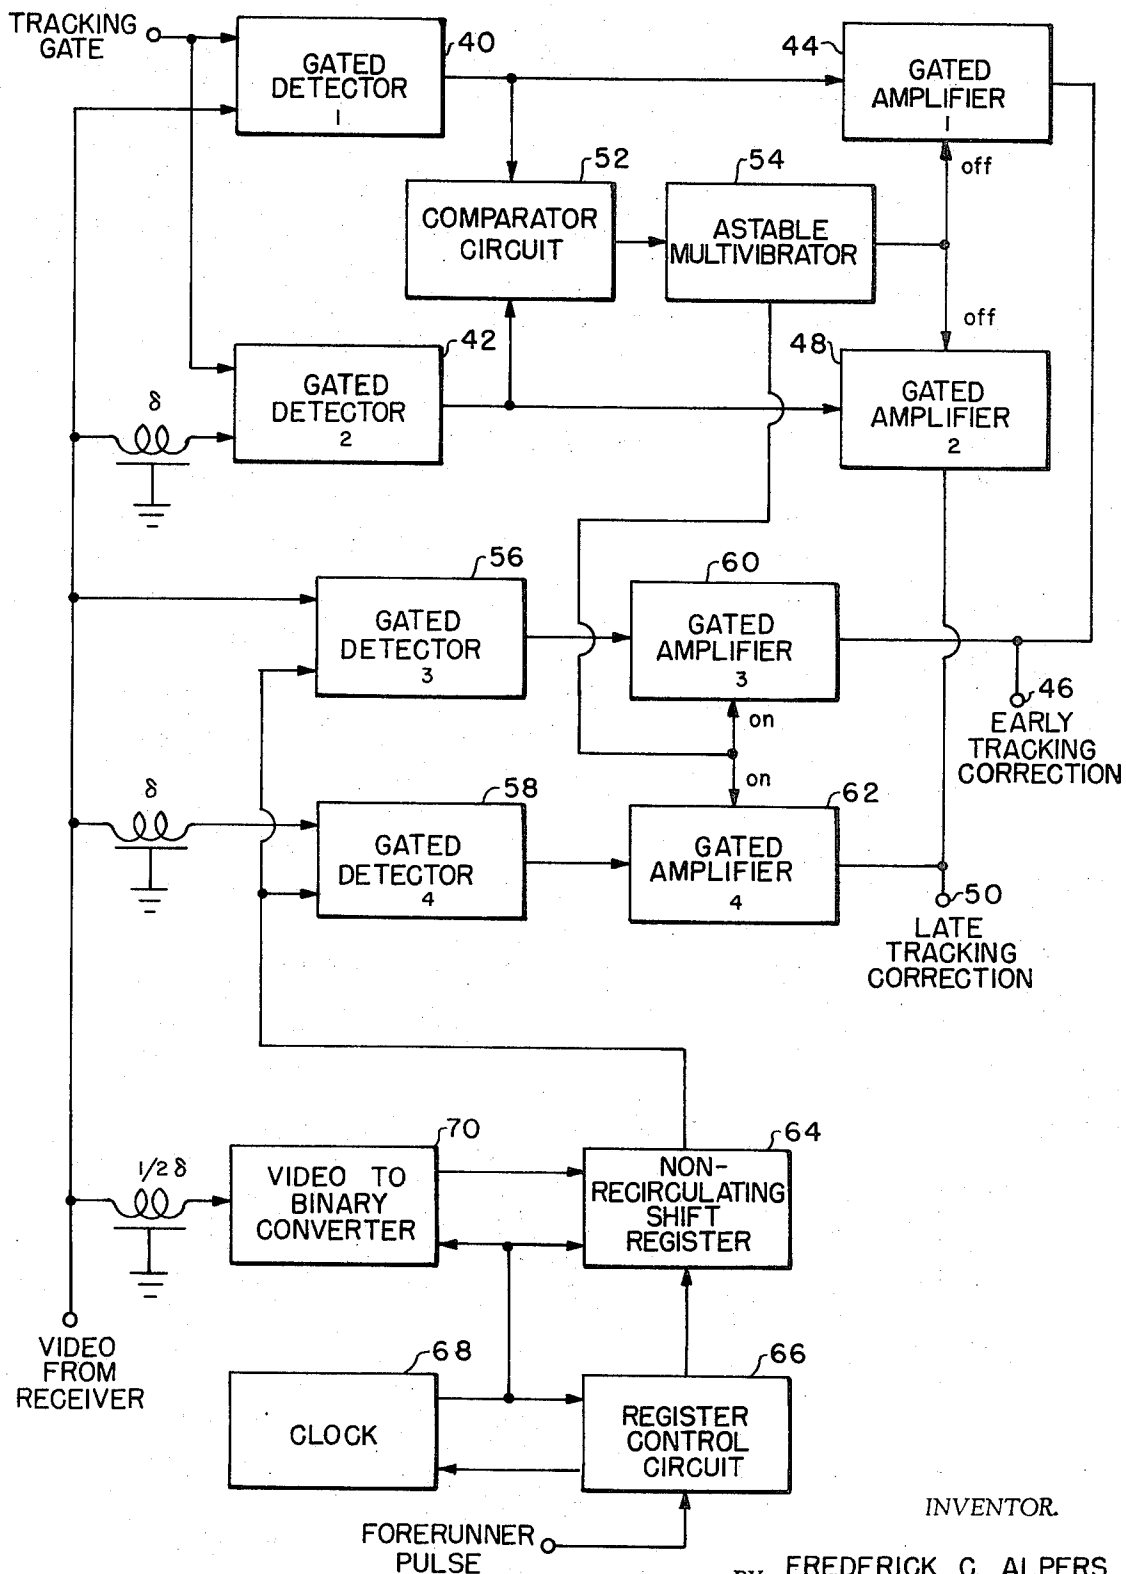 TRACKING
GATE
GATED
DETECTOR
1
40
44
GATED
AMPLIFIER
1
off
52
COMPARATOR
CIRCUIT
54
ASTABLE
MULTIVIBRATOR
off
42
GATED
DETECTOR
2
δ
48
GATED
AMPLIFIER
2
56
GATED
DETECTOR
3
60
GATED
AMPLIFIER
3
on
46
EARLY
TRACKING
CORRECTION
δ
58
GATED
DETECTOR
4
on
62
GATED
AMPLIFIER
4
50
LATE
TRACKING
CORRECTION
1/2 δ
70
VIDEO TO
BINARY
CONVERTER
64
NON-
RECIRCULATING
SHIFT
REGISTER
VIDEO
FROM
RECEIVER
68
CLOCK
66
REGISTER
CONTROL
CIRCUIT
FORERUNNER
PULSE
INVENTOR.
BY FREDERICK C. ALPERS